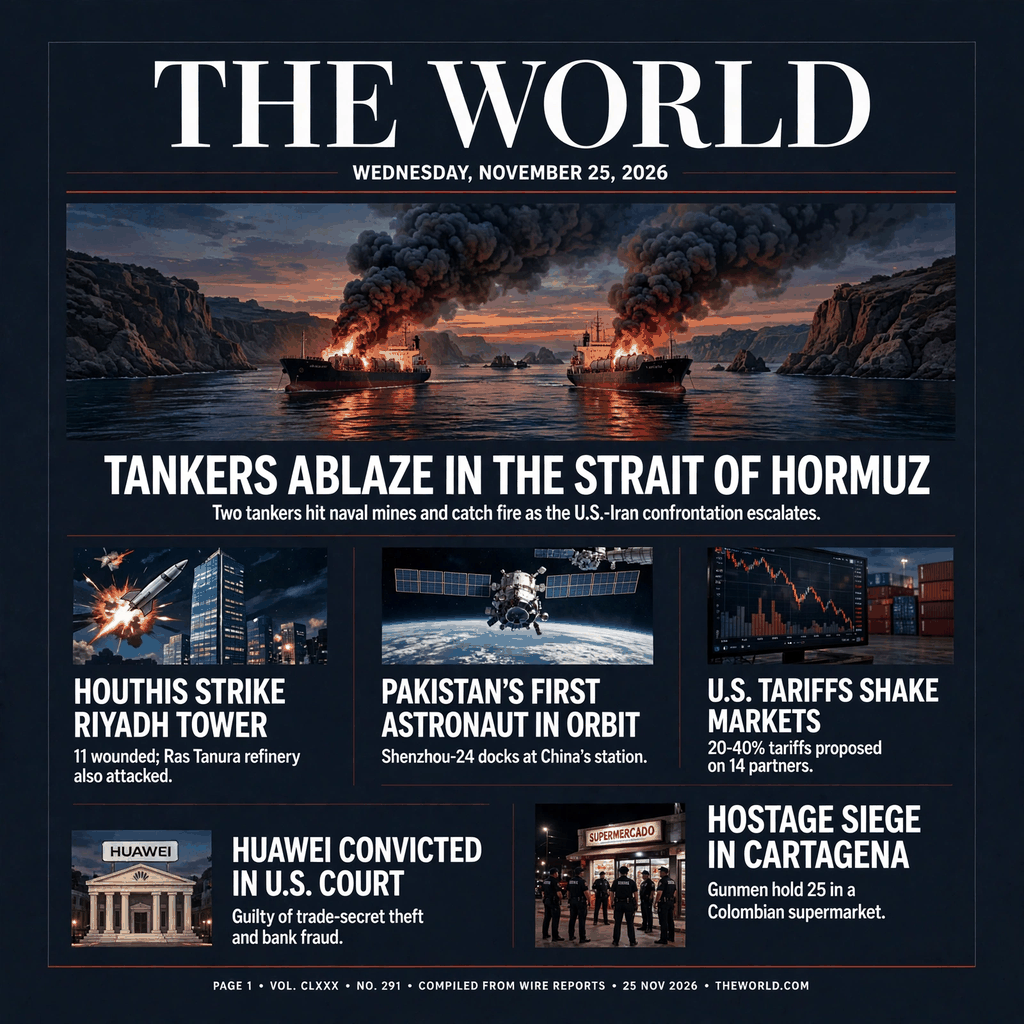 THE WORLD
WEDNESDAY, NOVEMBER 25, 2026
TANKERS ABLAZE IN THE STRAIT OF HORMUZ
Two tankers hit naval mines and catch fire as the U.S.-Iran confrontation escalates.
HOUTHIS STRIKE
RIYADH TOWER
11 wounded; Ras Tanura refinery
also attacked.
PAKISTAN'S FIRST
ASTRONAUT IN ORBIT
Shenzhou-24 docks at China's station.
U.S. TARIFFS SHAKE
MARKETS
20-40% tariffs proposed
on 14 partners.
HUAWEI
HUAWEI CONVICTED
IN U.S. COURT
Guilty of trade-secret theft
and bank fraud.
SUPERMERCADO
HOSTAGE SIEGE
IN CARTAGENA
Gunmen hold 25 in a
Colombian supermarket.
PAGE 1 • VOL. CLXXX • NO. 291 • COMPILED FROM WIRE REPORTS • 25 NOV 2026 • THEWORLD.COM